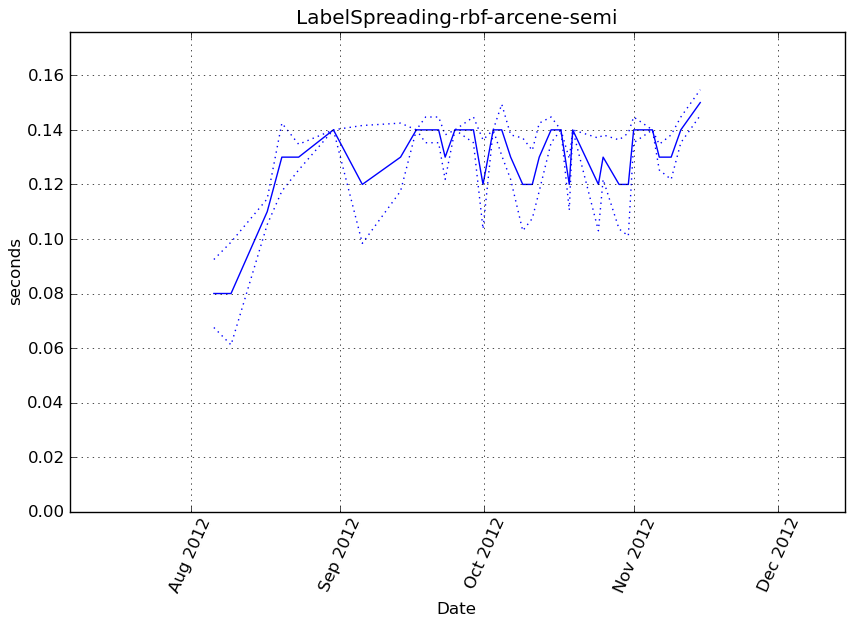 LabelSpreading-rbf-arcene-semi
0.16
0.14
0.12
0.10
0.08
0.06
0.04
0.02
0.00
seconds
Aug 2012
Sep 2012
Oct 2012
Nov 2012
Dec 2012
Date